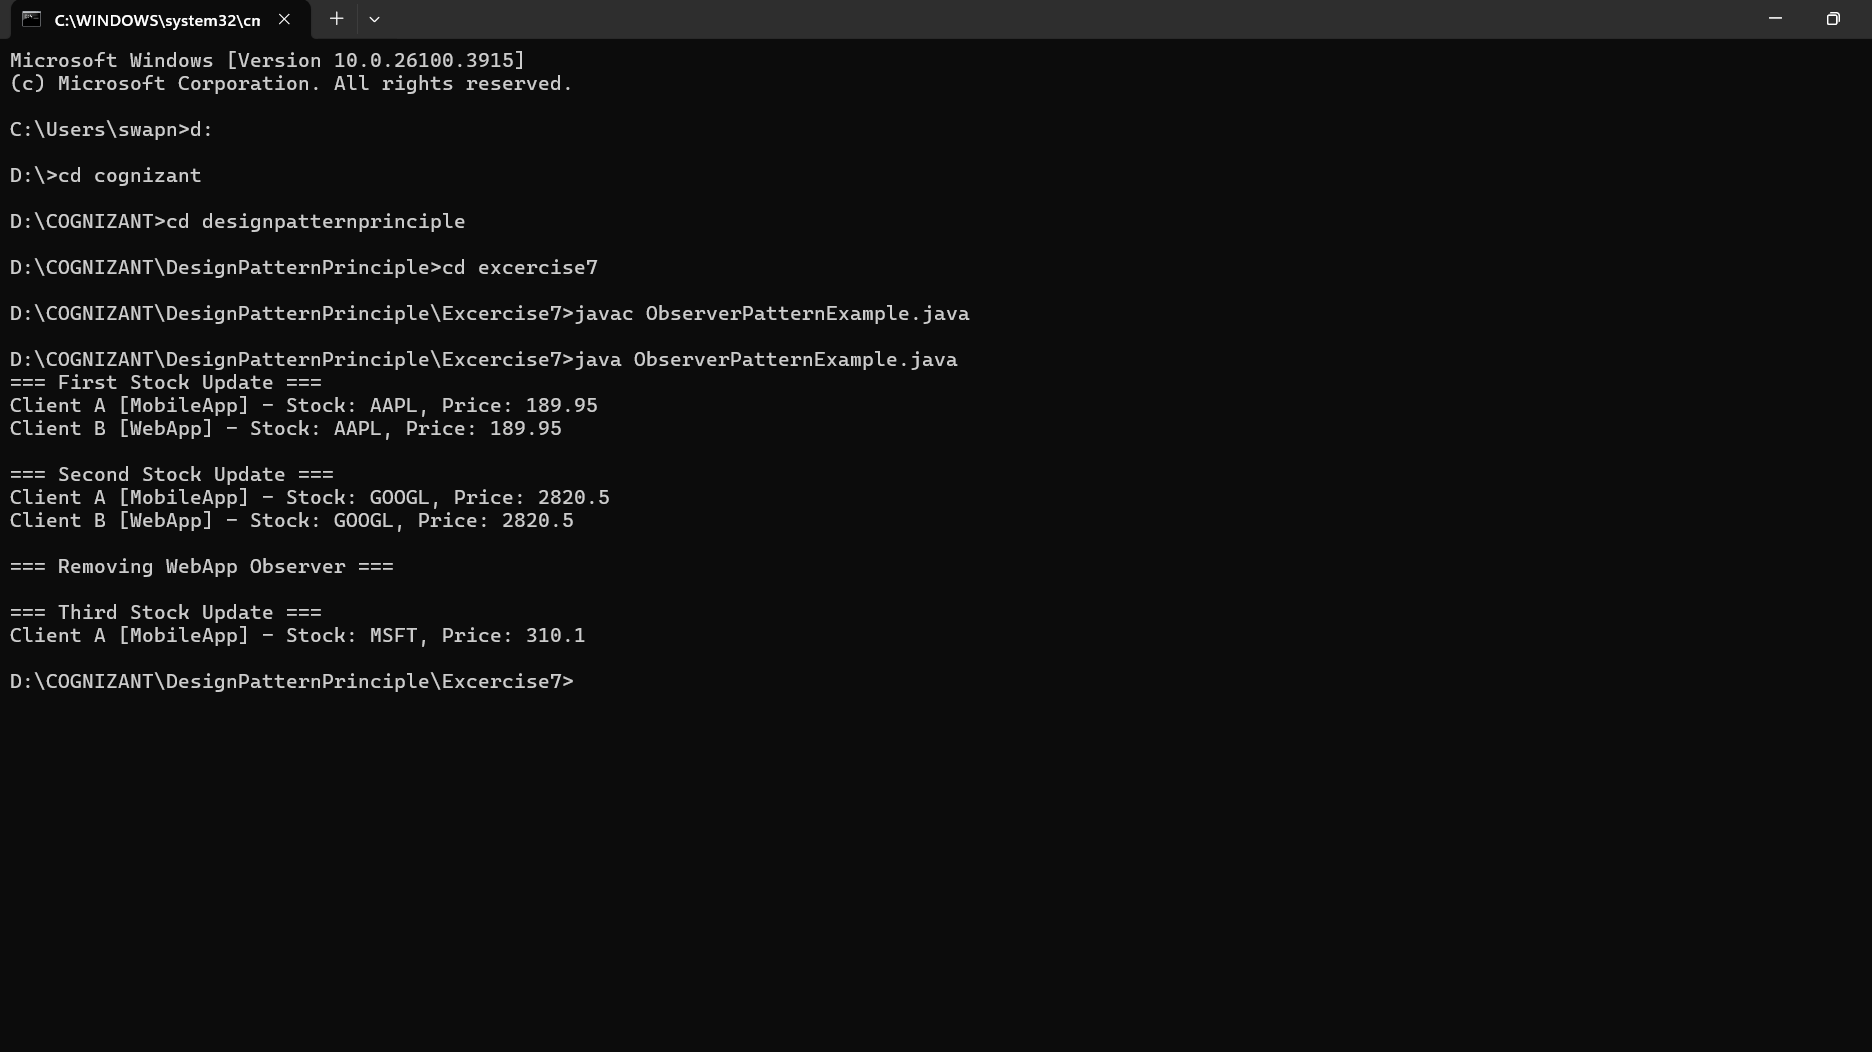 C:\WINDOWS\system32\cn
Microsoft Windows [Version 10.0.26100.3915]
(c) Microsoft Corporation. All rights reserved.
C:\Users\swapn>d:
D:\>cd cognizant
D:\COGNIZANT>cd designpatternprinciple
D:\COGNIZANT\DesignPatternPrinciple>cd excercise7
D:\COGNIZANT\DesignPatternPrinciple\Excercise7>javac ObserverPatternExample.java
D:\COGNIZANT\DesignPatternPrinciple\Excercise7>java ObserverPatternExample.java
=== First Stock Update ===
Client A [MobileApp] - Stock: AAPL, Price: 189.95
Client B [WebApp] - Stock: AAPL, Price: 189.95
=== Second Stock Update ===
Client A [MobileApp] - Stock: GOOGL, Price: 2820.5
Client B [WebApp] - Stock: GOOGL, Price: 2820.5
=== Removing WebApp Observer ===
=== Third Stock Update ===
Client A [MobileApp] - Stock: MSFT, Price: 310.1
D:\COGNIZANT\DesignPatternPrinciple\Excercise7>